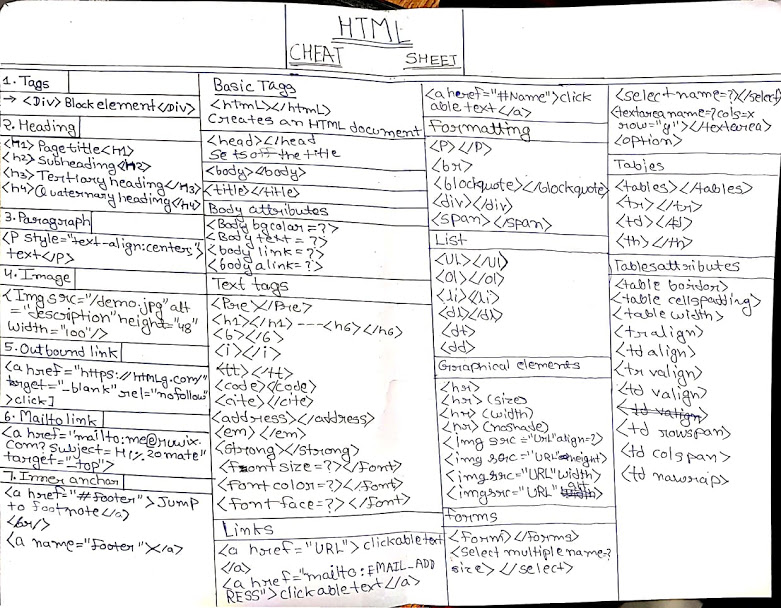 HTML
CHEAT SHEET
1. Tags
→ <Div> Block element </Div>
2. Heading
<H1> Page title <H1>
<h2> Subheading <H2>
<h3> Tertiary heading </H3>
<h4> Quaternary heading </h4>
3. Paragraph
<P style="text-align:centers">
text </P>
4. Image
<Img src="/demo.jpg" alt
="description" height="48"
width="100"/>
5. Outbound link
<a href="https://htmlg.com/"
target="_blank" rel="nofollow"
>click]
6. Mailto link
<a href="mailto:me@ruwix.
com?subject=Hi%20mate"
target="_top">
7. Inner anchor
<a href="#footer">Jump
to footnote</a>
<br/>
<a name="footer"></a>
Basic Tags
<html></html>
Creates an HTML document
<head></head
Sets off the title
<body><body>
<title></title>
Body attributes
<Body bgcolor=?>
<Body text=?>
<body link=?>
<body alink=?>
Text tags
<Pre></Pre>
<h1></h1>---<h6></h6>
<b></b>
<i></i>
<tt></tt>
<code></code>
<cite></cite>
<address></address>
<em></em>
<strong></strong>
<front size=?></font>
<font color=?></font>
<font face=?></font>
Links
<a href="URL">clickable text
</a>
<a href="mailto:EMAIL_ADD
RESS">clickable text</a>
<a href="#Name">click
able text</a>
Formatting
<P></P>
<br>
<blockquote></blockquote>
<div></div>
<span></span>
List
<UL></UL>
<OL></OL>
<li></li>
<dl></dl>
<dt>
<dd>
Graphical elements
<hr>
<hr>(size)
<hr>(width)
<hr>(noshade)
<img src="Url" align=?>
<img src="URL" height>
<img src="URL" width>
<img src="URL" alt>
forms
<form></forms>
<Select multiple name=?
size></select>
<select name=?></select>
<textarea name=? cols=x
row="y"></textarea>
<option>
Tables
<tables></tables>
<tr></tr>
<td></td>
<th></th>
Tables attributes
<table border>
<table cellspadding>
<table width>
<tr align>
<td align>
<tr valign>
<td valign>
<td valign>
<td rowspan>
<td colspan>
<td nowrap>